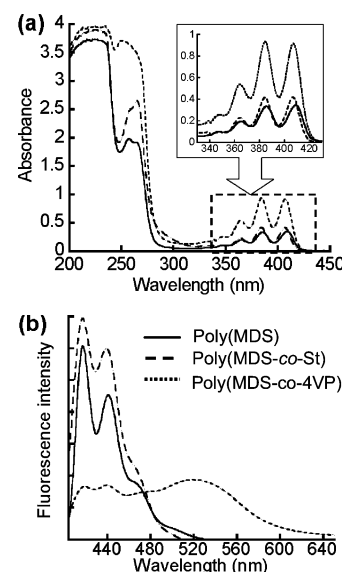 (a)
Absorbance
3.5
3
2.5
2
1.5
1
0.5
0
200 250 300 350 400 450
Wavelength (nm)
1
0.8
0.6
0.4
0.2
0
340 360 380 400 420
(b)
Fluorescence intensity
Poly(MDS)
Poly(MDS-co-St)
Poly(MDS-co-4VP)
440 480 520 560 600 640
Wavelength (nm)